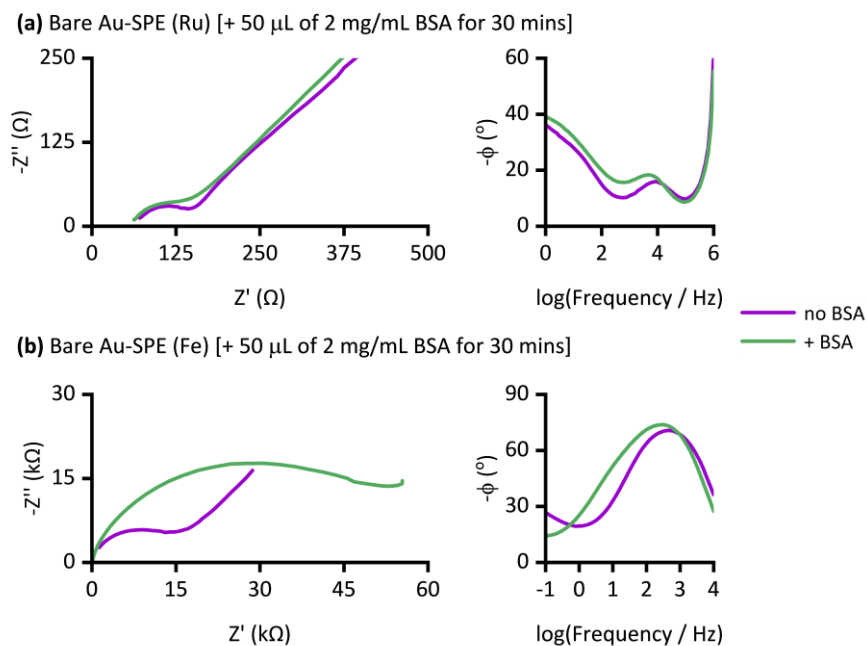 (a) Bare Au-SPE (Ru) [+ 50 μL of 2 mg/mL BSA for 30 mins]
250
125
0
-Z'' (Ω)
0 125 250 375 500
Z' (Ω)
60
40
20
0
-ϕ (°)
0 2 4 6
log(Frequency / Hz)
no BSA
+ BSA
(b) Bare Au-SPE (Fe) [+ 50 μL of 2 mg/mL BSA for 30 mins]
30
15
0
-Z'' (kΩ)
0 15 30 45 60
Z' (kΩ)
90
60
30
0
-ϕ (°)
-1 0 1 2 3 4
log(Frequency / Hz)